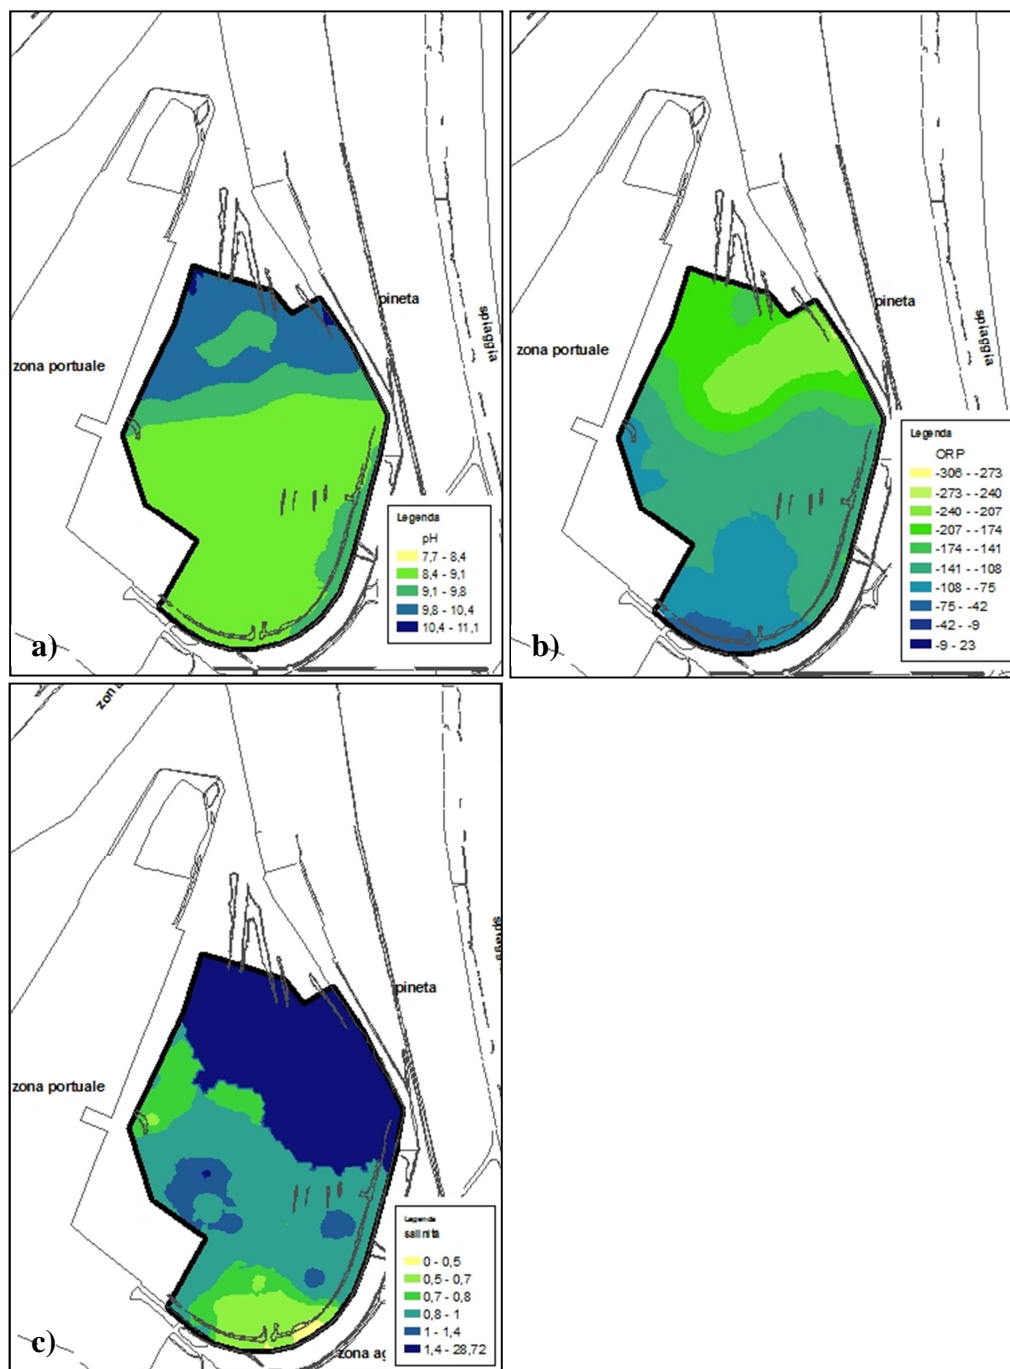 pineta
spiaggia
zona portuale
Legenda
pH
7,7 - 8,4
8,4 - 9,1
9,1 - 9,8
9,8 - 10,4
10,4 - 11,1
a)
pineta
spiaggia
zona portuale
Legenda
ORP
-306 - -273
-273 - -240
-240 - -207
-207 - -174
-174 - -141
-141 - -108
-108 - -75
-75 - -42
-42 - -9
-9 - 23
b)
zon a
spiagg
pineta
zona portuale
Legenda
salinità
0 - 0,5
0,5 - 0,7
0,7 - 0,8
0,8 - 1
1 - 1,4
1,4 - 28,72
c)
zona ag